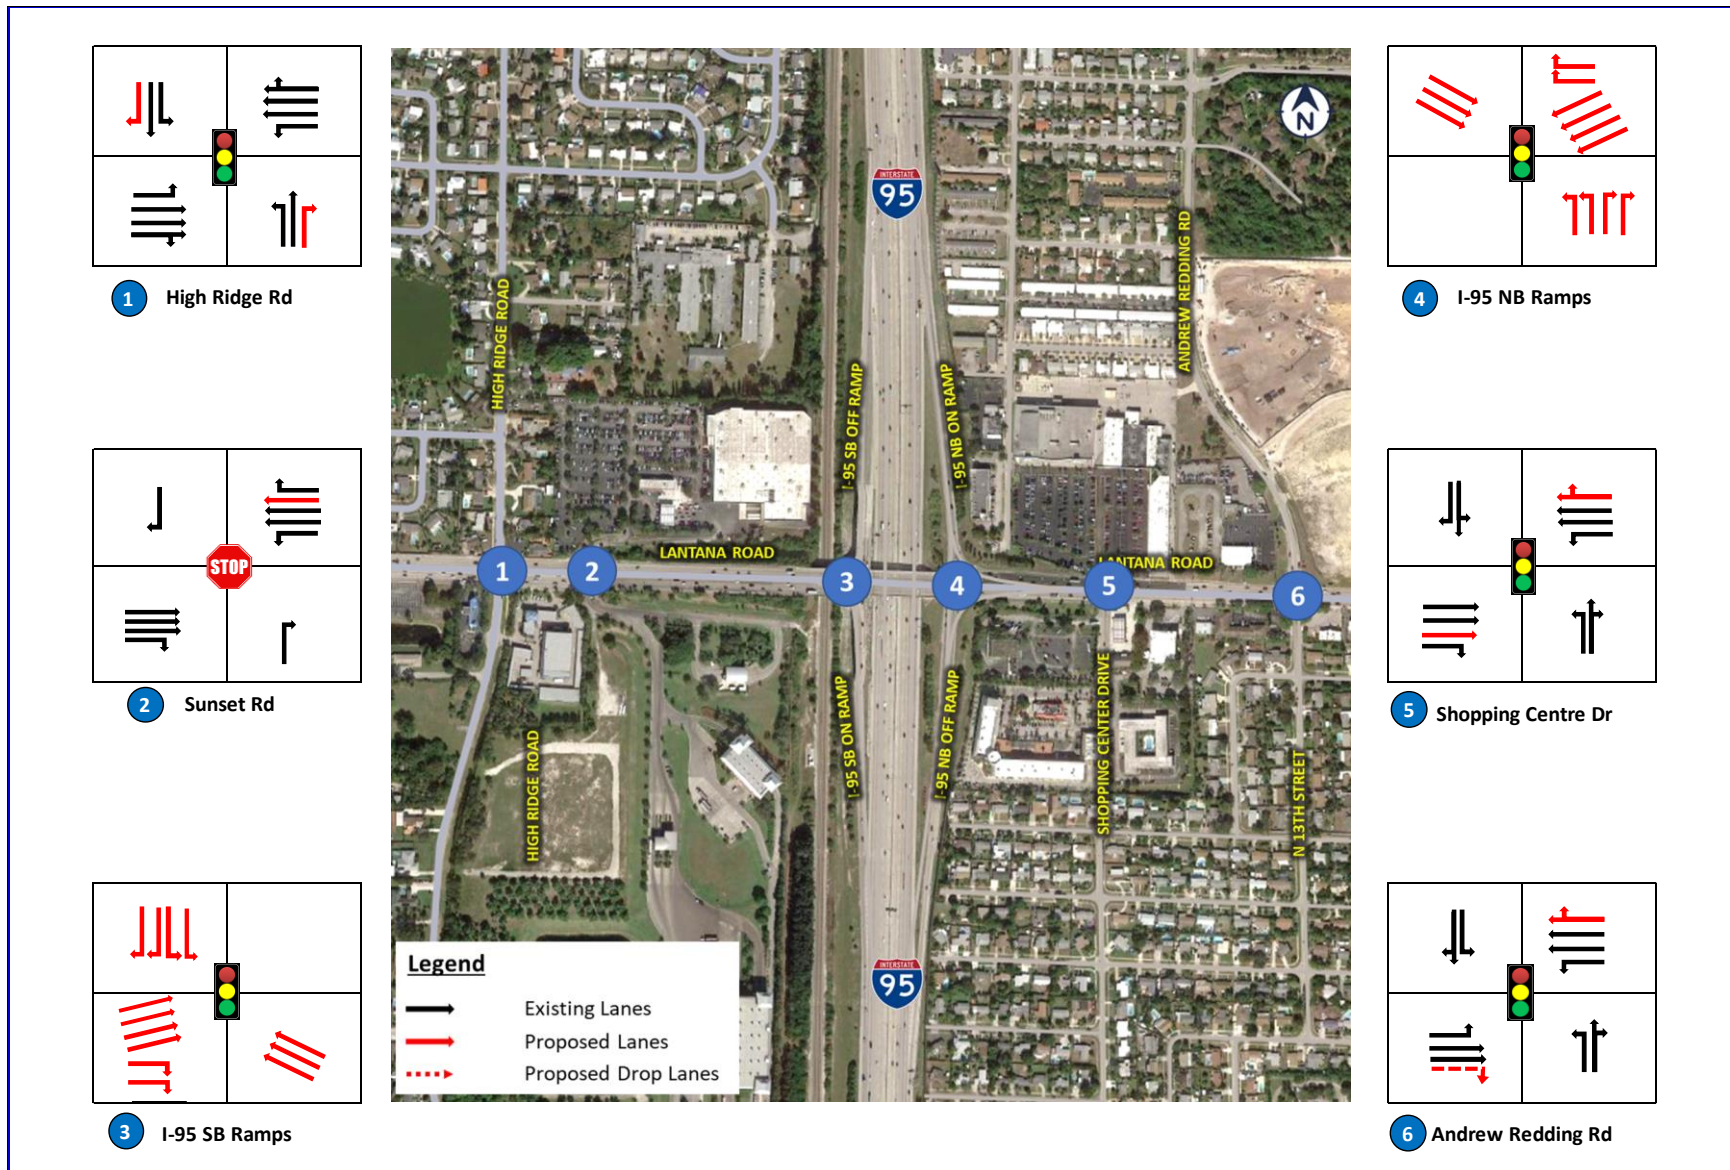 1 High Ridge Rd
STOP
2 Sunset Rd
3 I-95 SB Ramps
INTERSTATE
95
N
HIGH RIDGE ROAD
ANDREW REDDING RD
I-95 SB OFF RAMP
I-95 NB ON RAMP
LANTANA ROAD
LANTANA ROAD
1
2
3
4
5
6
HIGH RIDGE ROAD
I-95 SB ON RAMP
I-95 NB OFF RAMP
SHOPPING CENTER DRIVE
N 13TH STREET
INTERSTATE
95
Legend
Existing Lanes
Proposed Lanes
Proposed Drop Lanes
4 I-95 NB Ramps
5 Shopping Centre Dr
6 Andrew Redding Rd